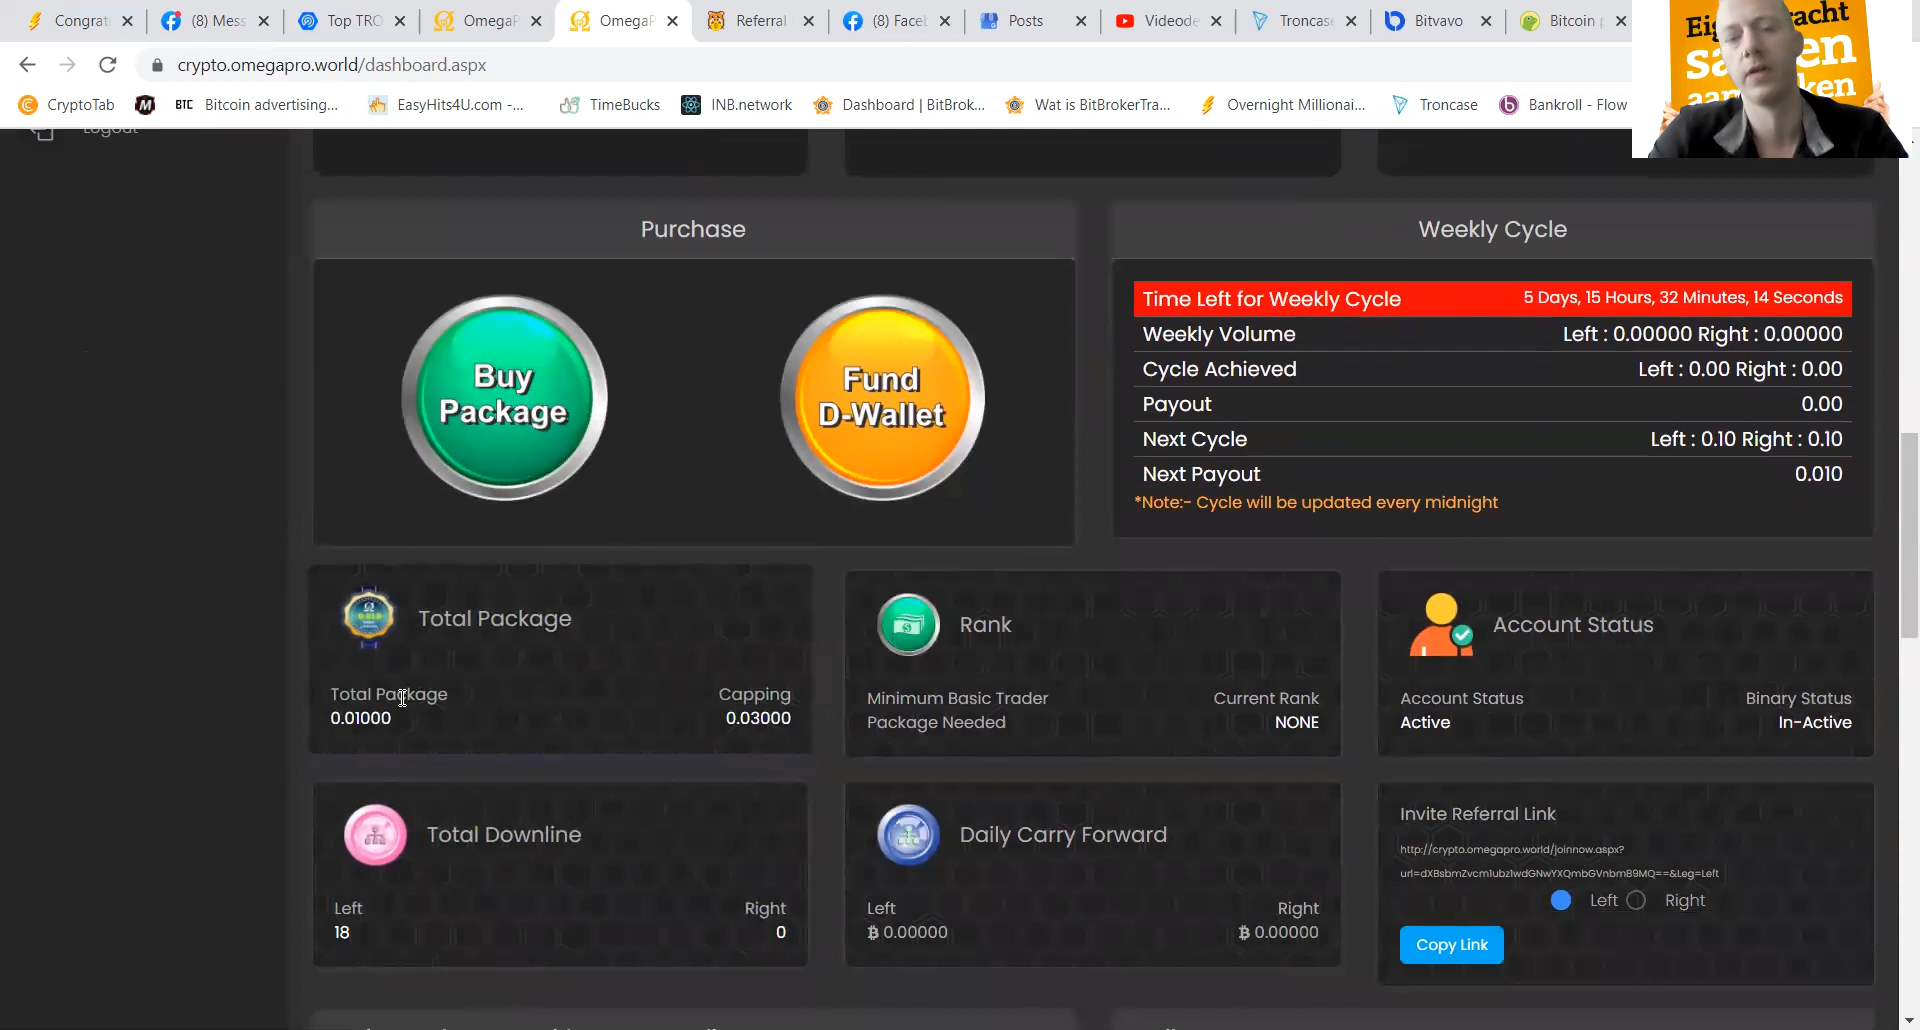 Congrat
(8) Mess
Top TRO
OmegaP
OmegaP
Referral
(8) Face
Posts
Videode
Troncase
Bitvavo
Bitcoin p
crypto.omegapro.world/dashboard.aspx
CryptoTab
BTC Bitcoin advertising...
EasyHits4U.com -...
TimeBucks
INB.network
Dashboard | BitBrok...
Wat is BitBrokerTra...
Overnight Millionai...
Troncase
Bankroll - Flow
Logout
Purchase
Buy
Package
Fund
D-Wallet
Weekly Cycle
Time Left for Weekly Cycle 5 Days, 15 Hours, 32 Minutes, 14 Seconds
Weekly Volume Left : 0.00000 Right : 0.00000
Cycle Achieved Left : 0.00 Right : 0.00
Payout 0.00
Next Cycle Left : 0.10 Right : 0.10
Next Payout 0.010
*Note:- Cycle will be updated every midnight
Total Package
Total Package Capping
0.01000 0.03000
Rank
Minimum Basic Trader Current Rank
Package Needed NONE
Account Status
Account Status Binary Status
Active In-Active
Total Downline
Left Right
18 0
Daily Carry Forward
Left Right
฿ 0.00000 ฿ 0.00000
Invite Referral Link
http://crypto.omegapro.world/joinnow.aspx?
Left Right
Copy Link